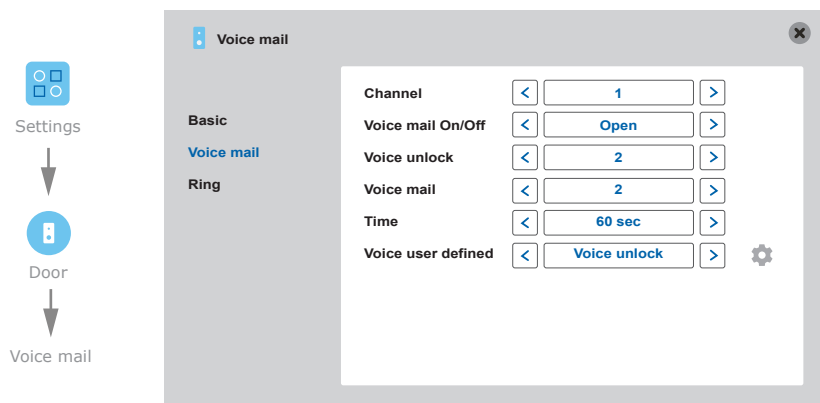 Settings
Door
Voice mail
Voice mail
Basic
Voice mail
Ring
Channel < 1 >
Voice mail On/Off < Open >
Voice unlock < 2 >
Voice mail < 2 >
Time < 60 sec >
Voice user defined < Voice unlock >